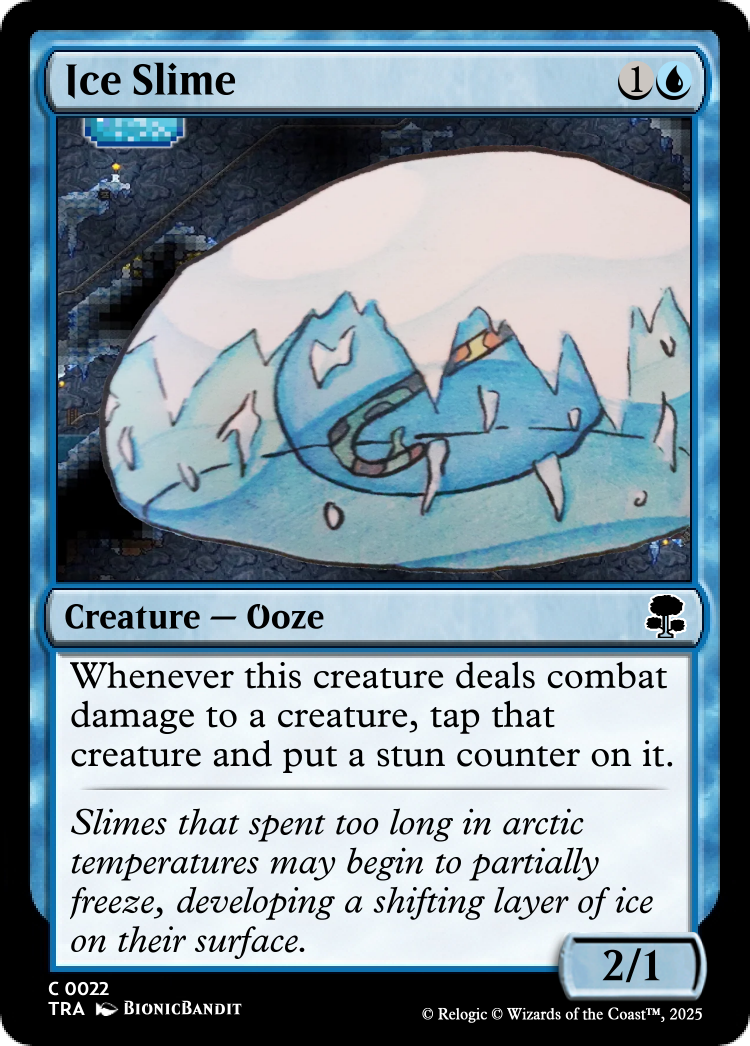 Ice Slime 1
Creature — Ooze
Whenever this creature deals combat
damage to a creature, tap that
creature and put a stun counter on it.
Slimes that spent too long in arctic
temperatures may begin to partially
freeze, developing a shifting layer of ice
on their surface.
2/1
C 0022
TRA BionicBandit
© Relogic © Wizards of the Coast™, 2025